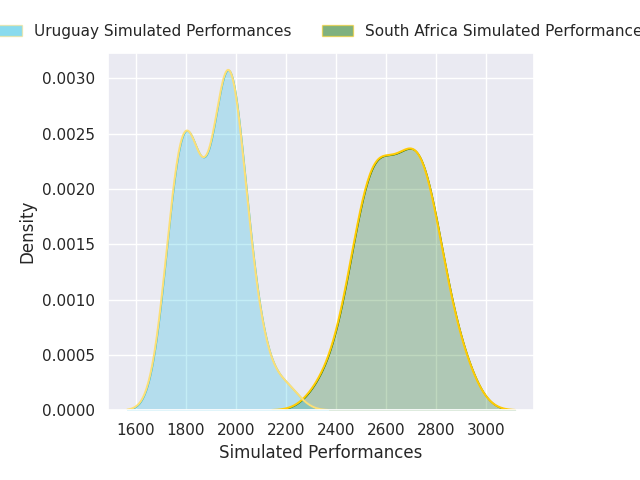 Uruguay Simulated Performances South Africa Simulated Performance
0.0030
0.0025
0.0020
0.0015
0.0010
0.0005
0.0000
Density
1600 1800 2000 2200 2400 2600 2800 3000
Simulated Performances